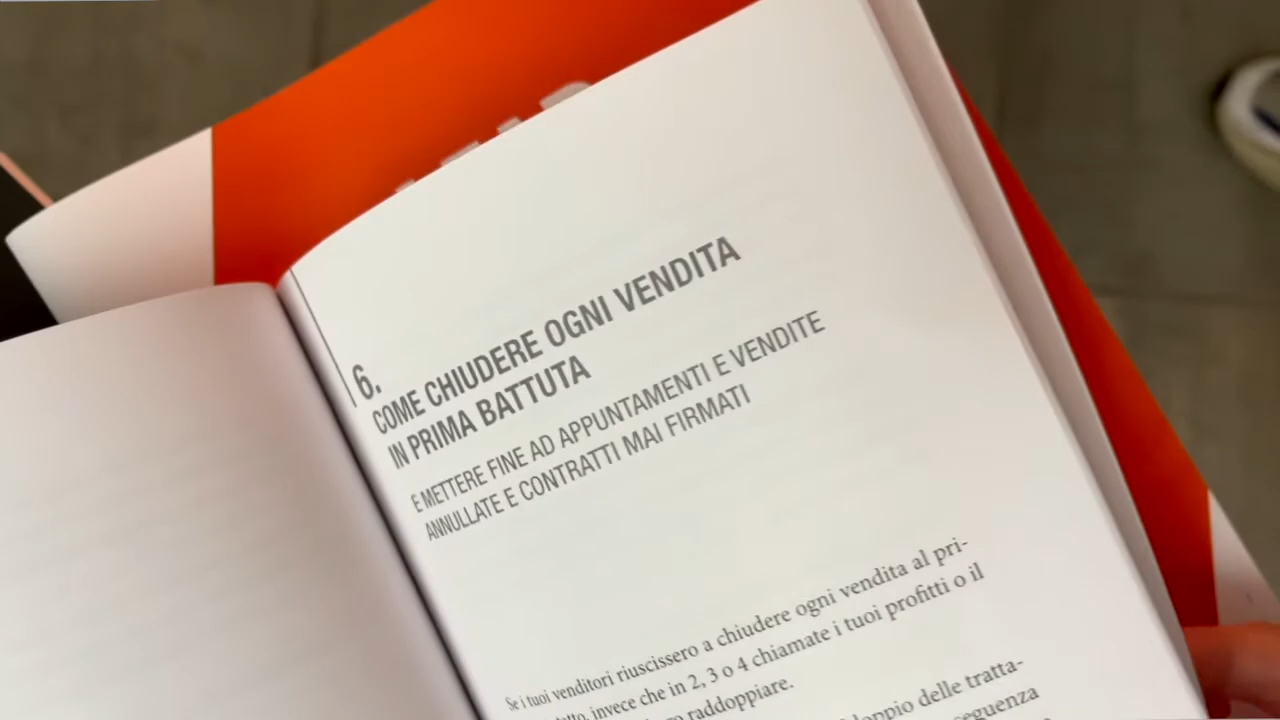 6.
COME CHIUDERE OGNI VENDITA
IN PRIMA BATTUTA
E METTERE FINE AD APPUNTAMENTI E VENDITE
ANNULLATE E CONTRATTI MAI FIRMATI
Se i tuoi venditori riuscissero a chiudere ogni vendita al pri-
invece che in 2, 3 o 4 chiamate i tuoi profitti o il
raddoppiare.
delle tratta-